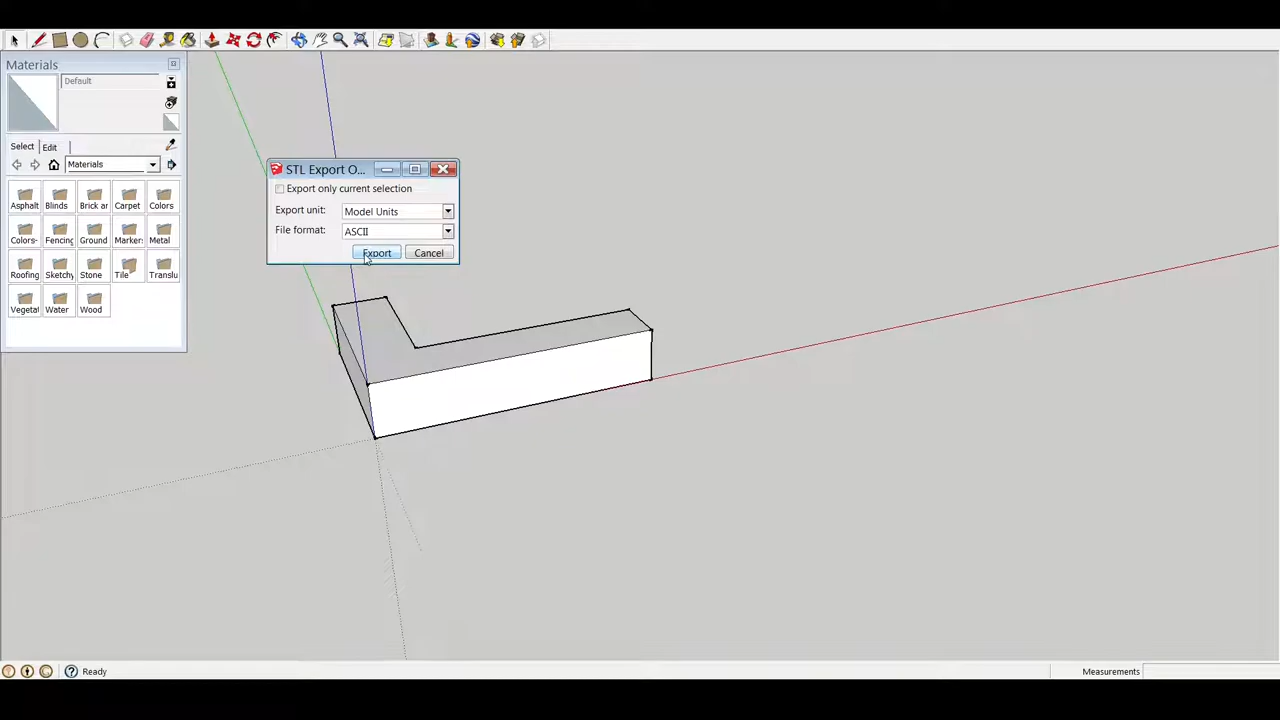 Materials
Default
Select Edit
Materials
Asphalt Blinds Brick ar Carpet Colors
Colors- Fencing Ground Marker: Metal
Roofing Sketchy Stone Tile Translu
Vegetal Water Wood
STL Export O...
Export only current selection
Export unit: Model Units
File format: ASCII
Export Cancel
Ready
Measurements